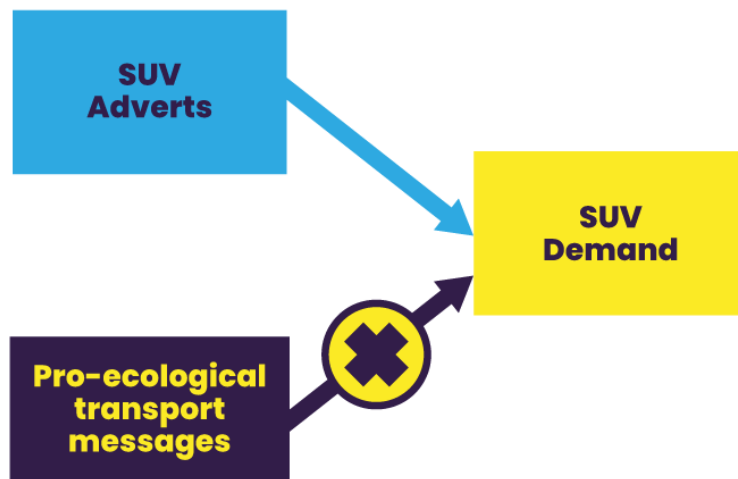 SUV
Adverts
SUV
Demand
Pro-ecological
transport
messages